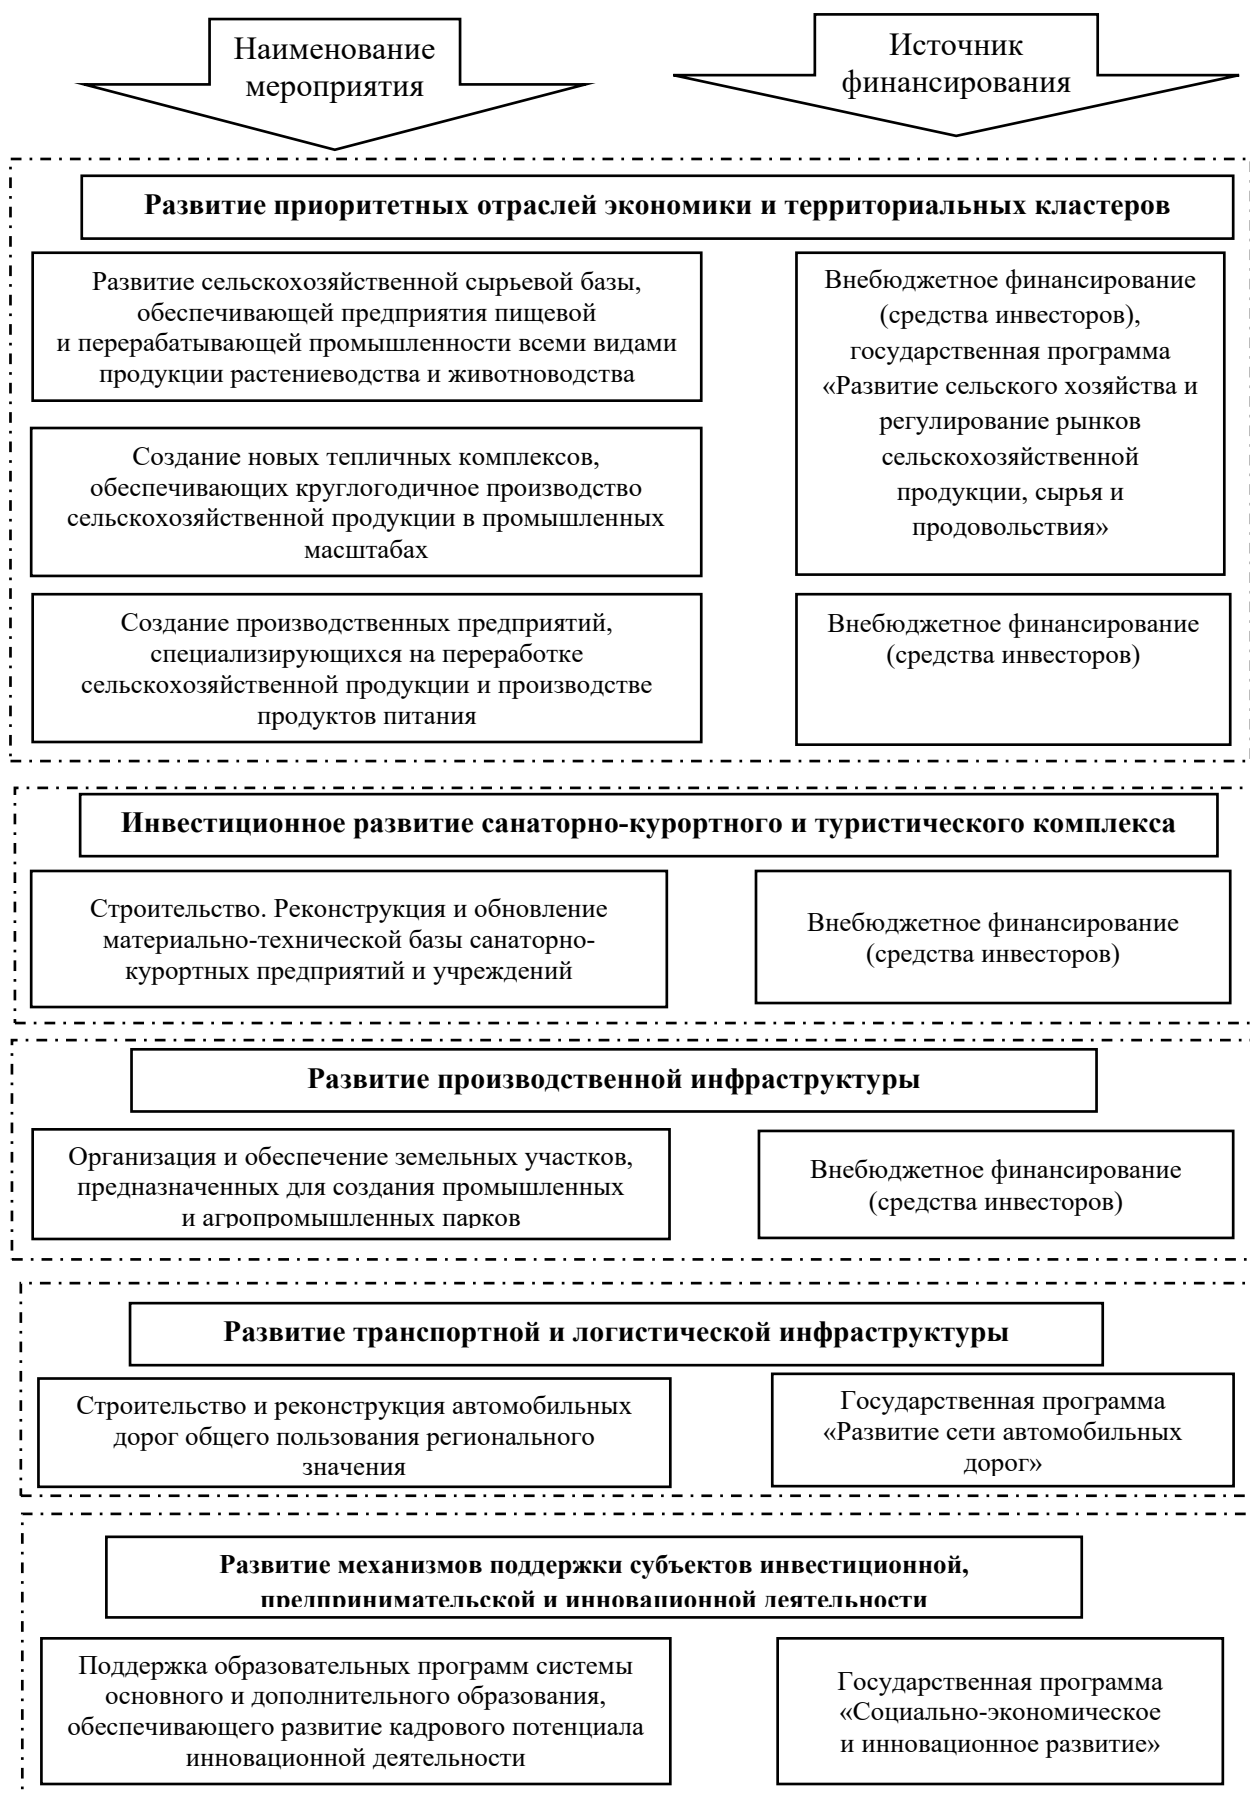 Наименование
мероприятия
Источник
финансирования
Развитие приоритетных отраслей экономики и территориальных кластеров
Развитие сельскохозяйственной сырьевой базы,
обеспечивающей предприятия пищевой
и перерабатывающей промышленности всеми видами
продукции растениеводства и животноводства
Внебюджетное финансирование
(средства инвесторов),
государственная программа
«Развитие сельского хозяйства и
регулирование рынков
сельскохозяйственной
продукции, сырья и
продовольствия»
Создание новых тепличных комплексов,
обеспечивающих круглогодичное производство
сельскохозяйственной продукции в промышленных
масштабах
Создание производственных предприятий,
специализирующихся на переработке
сельскохозяйственной продукции и производстве
продуктов питания
Внебюджетное финансирование
(средства инвесторов)
Инвестиционное развитие санаторно-курортного и туристического комплекса
Строительство. Реконструкция и обновление
материально-технической базы санаторно-
курортных предприятий и учреждений
Внебюджетное финансирование
(средства инвесторов)
Развитие производственной инфраструктуры
Организация и обеспечение земельных участков,
предназначенных для создания промышленных
и агропромышленных парков
Внебюджетное финансирование
(средства инвесторов)
Развитие транспортной и логистической инфраструктуры
Строительство и реконструкция автомобильных
дорог общего пользования регионального
значения
Государственная программа
«Развитие сети автомобильных
дорог»
Развитие механизмов поддержки субъектов инвестиционной,
предпринимательской и инновационной деятельности
Поддержка образовательных программ системы
основного и дополнительного образования,
обеспечивающего развитие кадрового потенциала
инновационной деятельности
Государственная программа
«Социально-экономическое
и инновационное развитие»